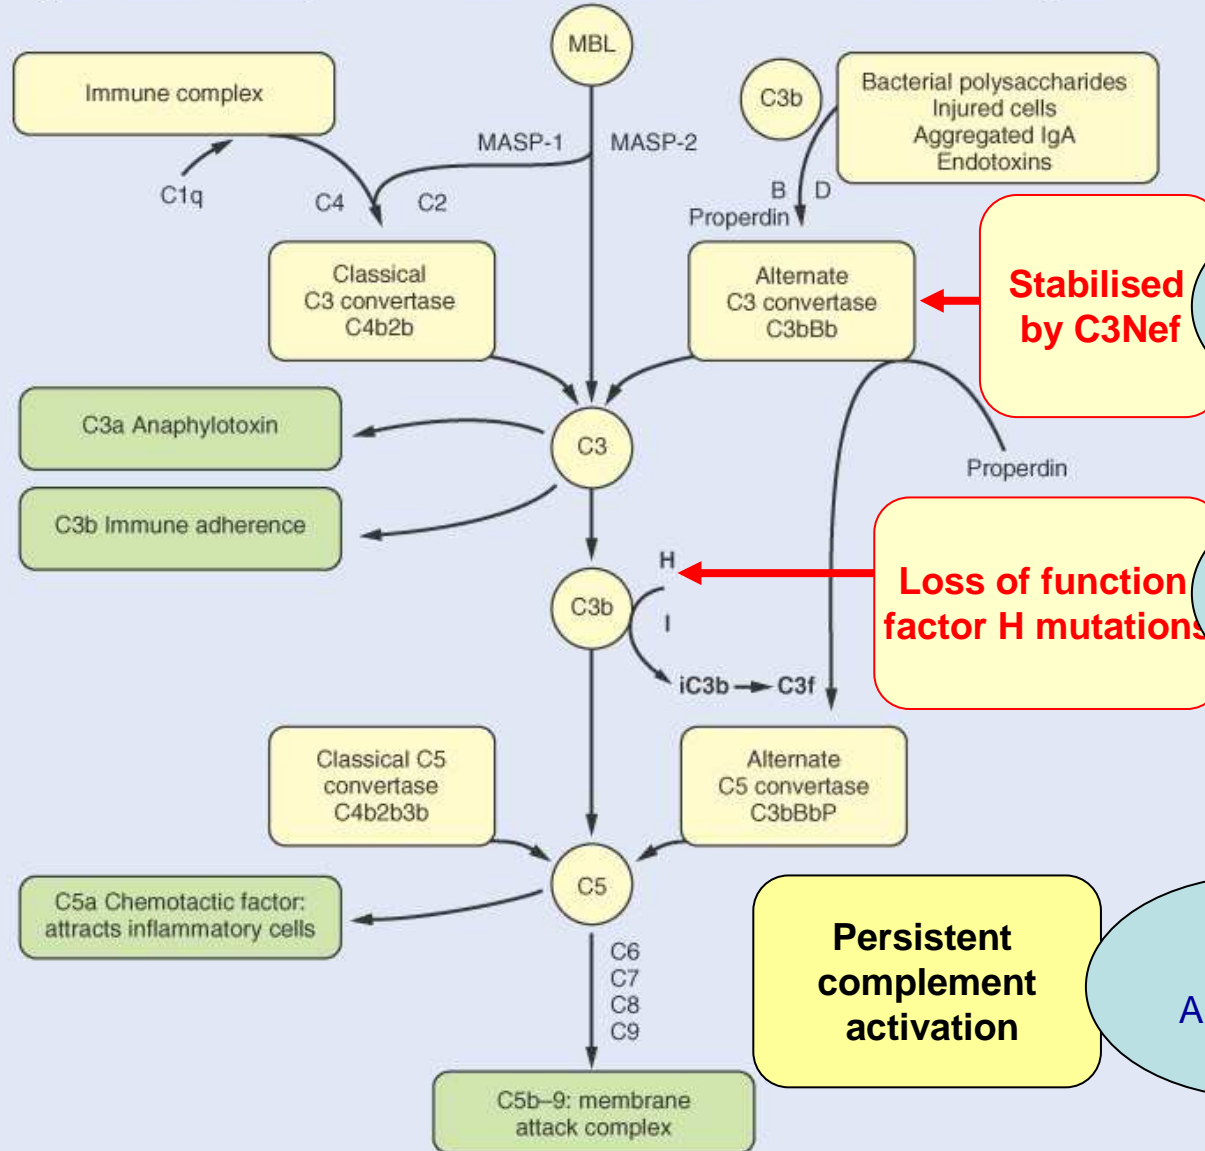 MBL
Immune complex
C3b
Bacterial polysaccharides
Injured cells
Aggregated IgA
Endotoxins
MASP-1
MASP-2
C1q
C4
C2
B
D
Properdin
Classical
C3 convertase
C4b2b
Alternate
C3 convertase
C3bBb
Stabilised
by C3Nef
C3a Anaphylotoxin
C3
Properdin
C3b Immune adherence
H
Loss of function
factor H mutations
C3b
I
iC3b
C3f
Classical C5
convertase
C4b2b3b
Alternate
C5 convertase
C3bBbP
C5
C5a Chemotactic factor:
attracts inflammatory cells
C6
C7
C8
C9
Persistent
complement
activation
A
C5b–9: membrane
attack complex